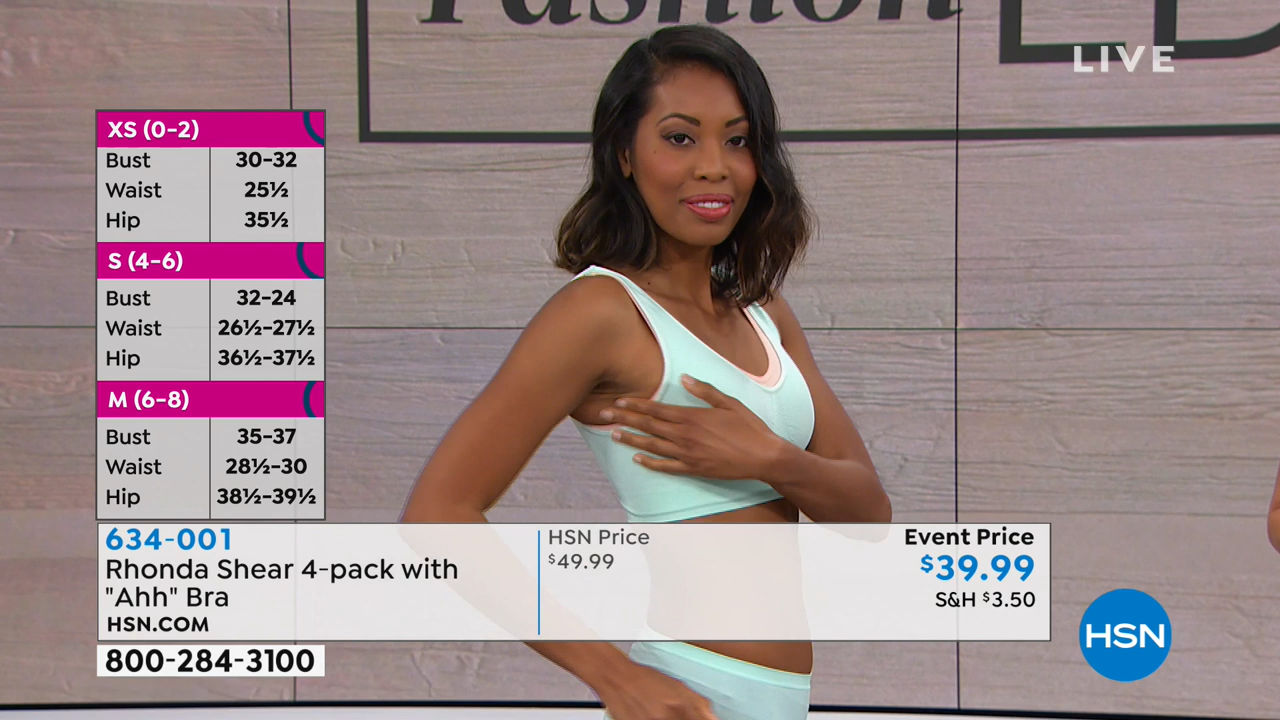 Fashion
LIVE
XS (0-2)
Bust 30-32
Waist 25½
Hip 35½
S (4-6)
Bust 32-24
Waist 26½-27½
Hip 36½-37½
M (6-8)
Bust 35-37
Waist 28½-30
Hip 38½-39½
634-001
Rhonda Shear 4-pack with
"Ahh" Bra
HSN.COM
HSN Price
$49.99
Event Price
$39.99
S&H $3.50
HSN
800-284-3100